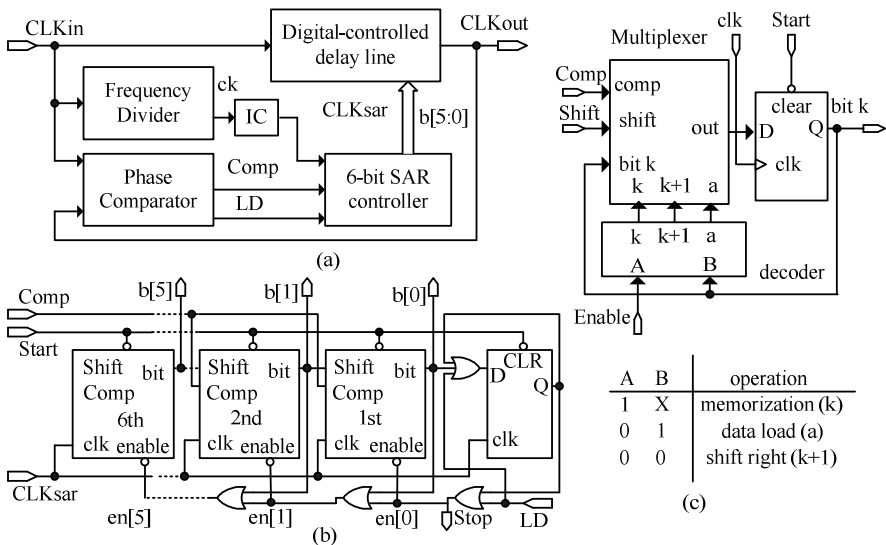 CLKin
Digital-controlled
delay line
CLKout
Frequency
Divider
ck
IC
CLKsar
b[5:0]
Phase
Comparator
Comp
LD
6-bit SAR
controller
(a)
Comp
Start
b[5]
b[1]
b[0]
Shift
Comp
bit
6th
clk
enable
Shift
Comp
bit
2nd
clk
enable
Shift
Comp
bit
1st
clk
enable
CLR
D
Q
clk
CLKsar
en[5]
en[1]
en[0]
Stop
LD
(b)
Multiplexer
clk
Start
Comp
comp
Shift
shift
bit k
out
k k+1 a
D
clear
Q
clk
bit k
k k+1 a
A B
decoder
Enable
A B operation
1 X memorization (k)
0 1 data load (a)
0 0 shift right (k+1)
(c)